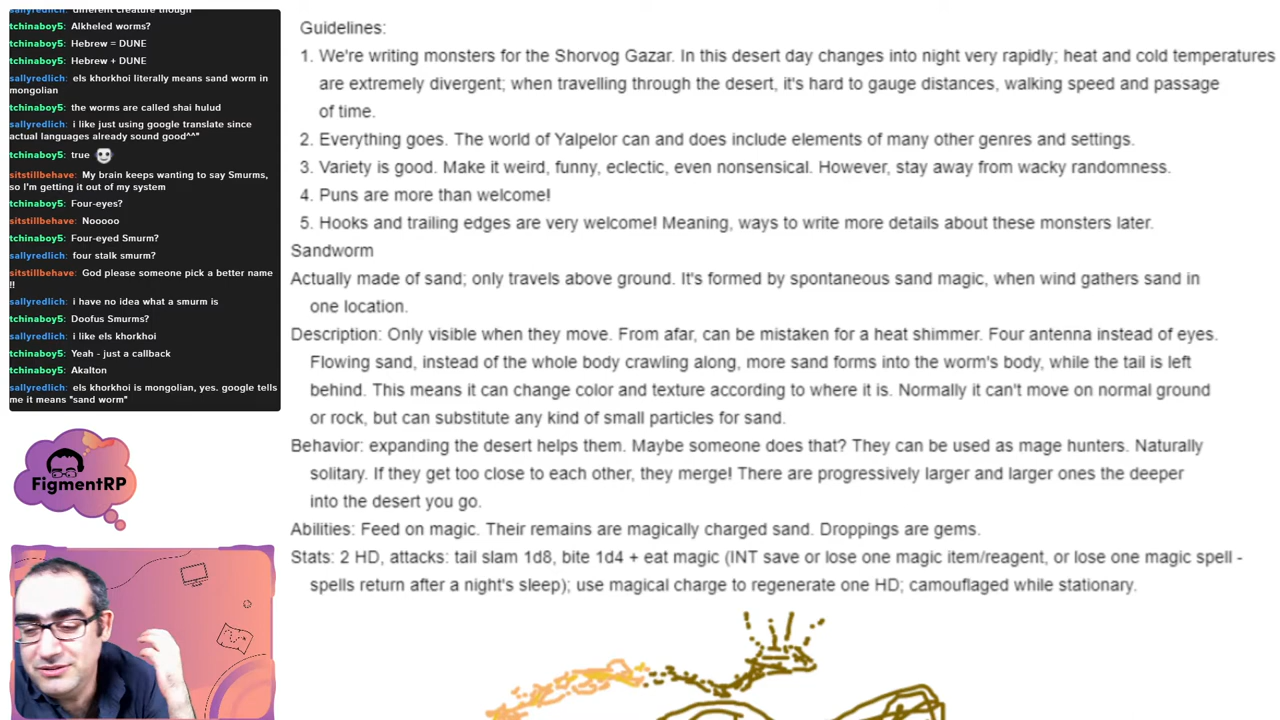 different creature though
tchinaboy5: Alkheled worms?
tchinaboy5: Hebrew = DUNE
tchinaboy5: Hebrew + DUNE
sallyredlich: els khorkhoi literally means sand worm in
mongolian
tchinaboy5: the worms are called shai hulud
sallyredlich: i like just using google translate since
actual languages already sound good^^"
tchinaboy5: true
sitstillbehave: My brain keeps wanting to say Smurms,
so I'm getting it out of my system
tchinaboy5: Four-eyes?
sitstillbehave: Nooooo
tchinaboy5: Four-eyed Smurm?
sallyredlich: four stalk smurm?
sitstillbehave: God please someone pick a better name
!!
sallyredlich: i have no idea what a smurm is
tchinaboy5: Doofus Smurms?
sallyredlich: i like els khorkhoi
tchinaboy5: Yeah - just a callback
tchinaboy5: Akalton
sallyredlich: els khorkhoi is mongolian, yes. google tells
me it means "sand worm"
FigmentRP
Guidelines:
1. We're writing monsters for the Shorvog Gazar. In this desert day changes into night very rapidly; heat and cold temperatures
are extremely divergent; when travelling through the desert, it's hard to gauge distances, walking speed and passage
of time.
2. Everything goes. The world of Yalpelor can and does include elements of many other genres and settings.
3. Variety is good. Make it weird, funny, eclectic, even nonsensical. However, stay away from wacky randomness.
4. Puns are more than welcome!
5. Hooks and trailing edges are very welcome! Meaning, ways to write more details about these monsters later.
Sandworm
Actually made of sand; only travels above ground. It's formed by spontaneous sand magic, when wind gathers sand in
one location.
Description: Only visible when they move. From afar, can be mistaken for a heat shimmer. Four antenna instead of eyes.
Flowing sand, instead of the whole body crawling along, more sand forms into the worm's body, while the tail is left
behind. This means it can change color and texture according to where it is. Normally it can't move on normal ground
or rock, but can substitute any kind of small particles for sand.
Behavior: expanding the desert helps them. Maybe someone does that? They can be used as mage hunters. Naturally
solitary. If they get too close to each other, they merge! There are progressively larger and larger ones the deeper
into the desert you go.
Abilities: Feed on magic. Their remains are magically charged sand. Droppings are gems.
Stats: 2 HD, attacks: tail slam 1d8, bite 1d4 + eat magic (INT save or lose one magic item/reagent, or lose one magic spell -
spells return after a night's sleep); use magical charge to regenerate one HD; camouflaged while stationary.